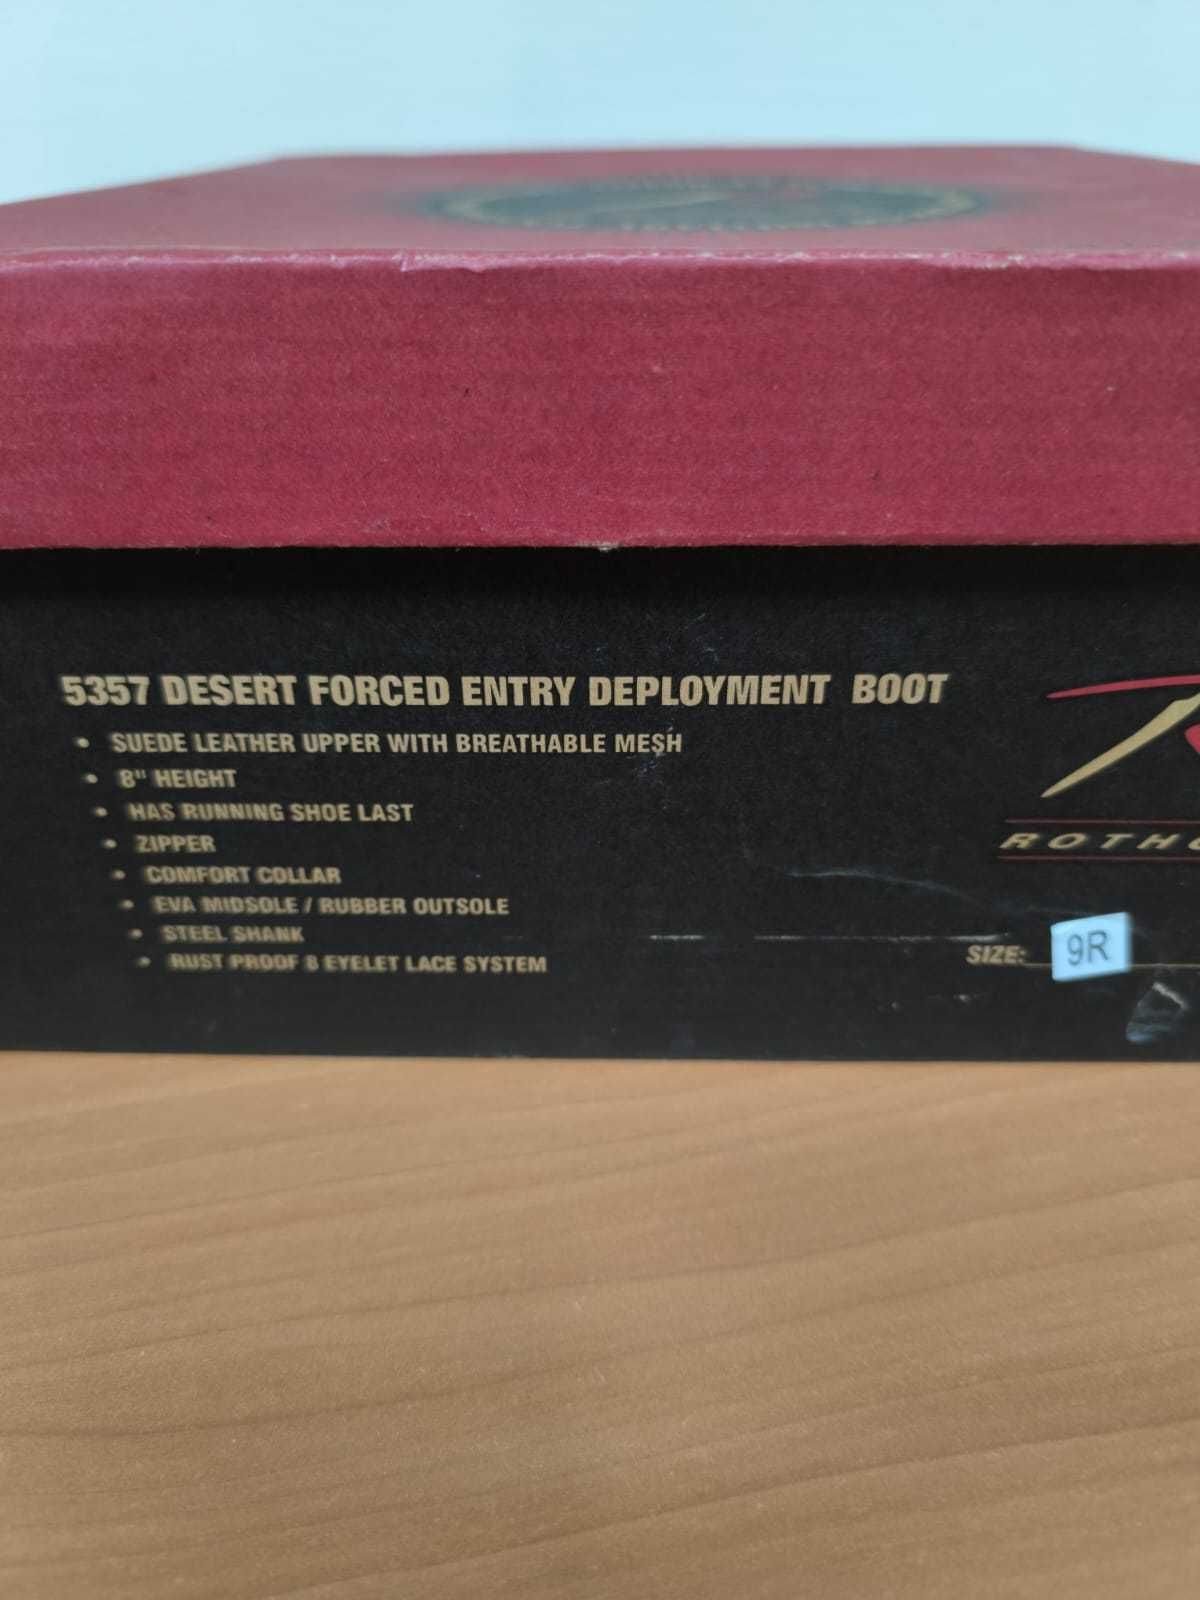 5357 DESERT FORCED ENTRY DEPLOYMENT BOOT
• SUEDE LEATHER UPPER WITH BREATHABLE MESH
• 8" HEIGHT
• HAS RUNNING SHOE LAST
• ZIPPER
• COMFORT COLLAR
• EVA MIDSOLE / RUBBER OUTSOLE
• STEEL SHANK
• RUST PROOF 8 EYELET LACE SYSTEM
ROTHC
SIZE: 9R